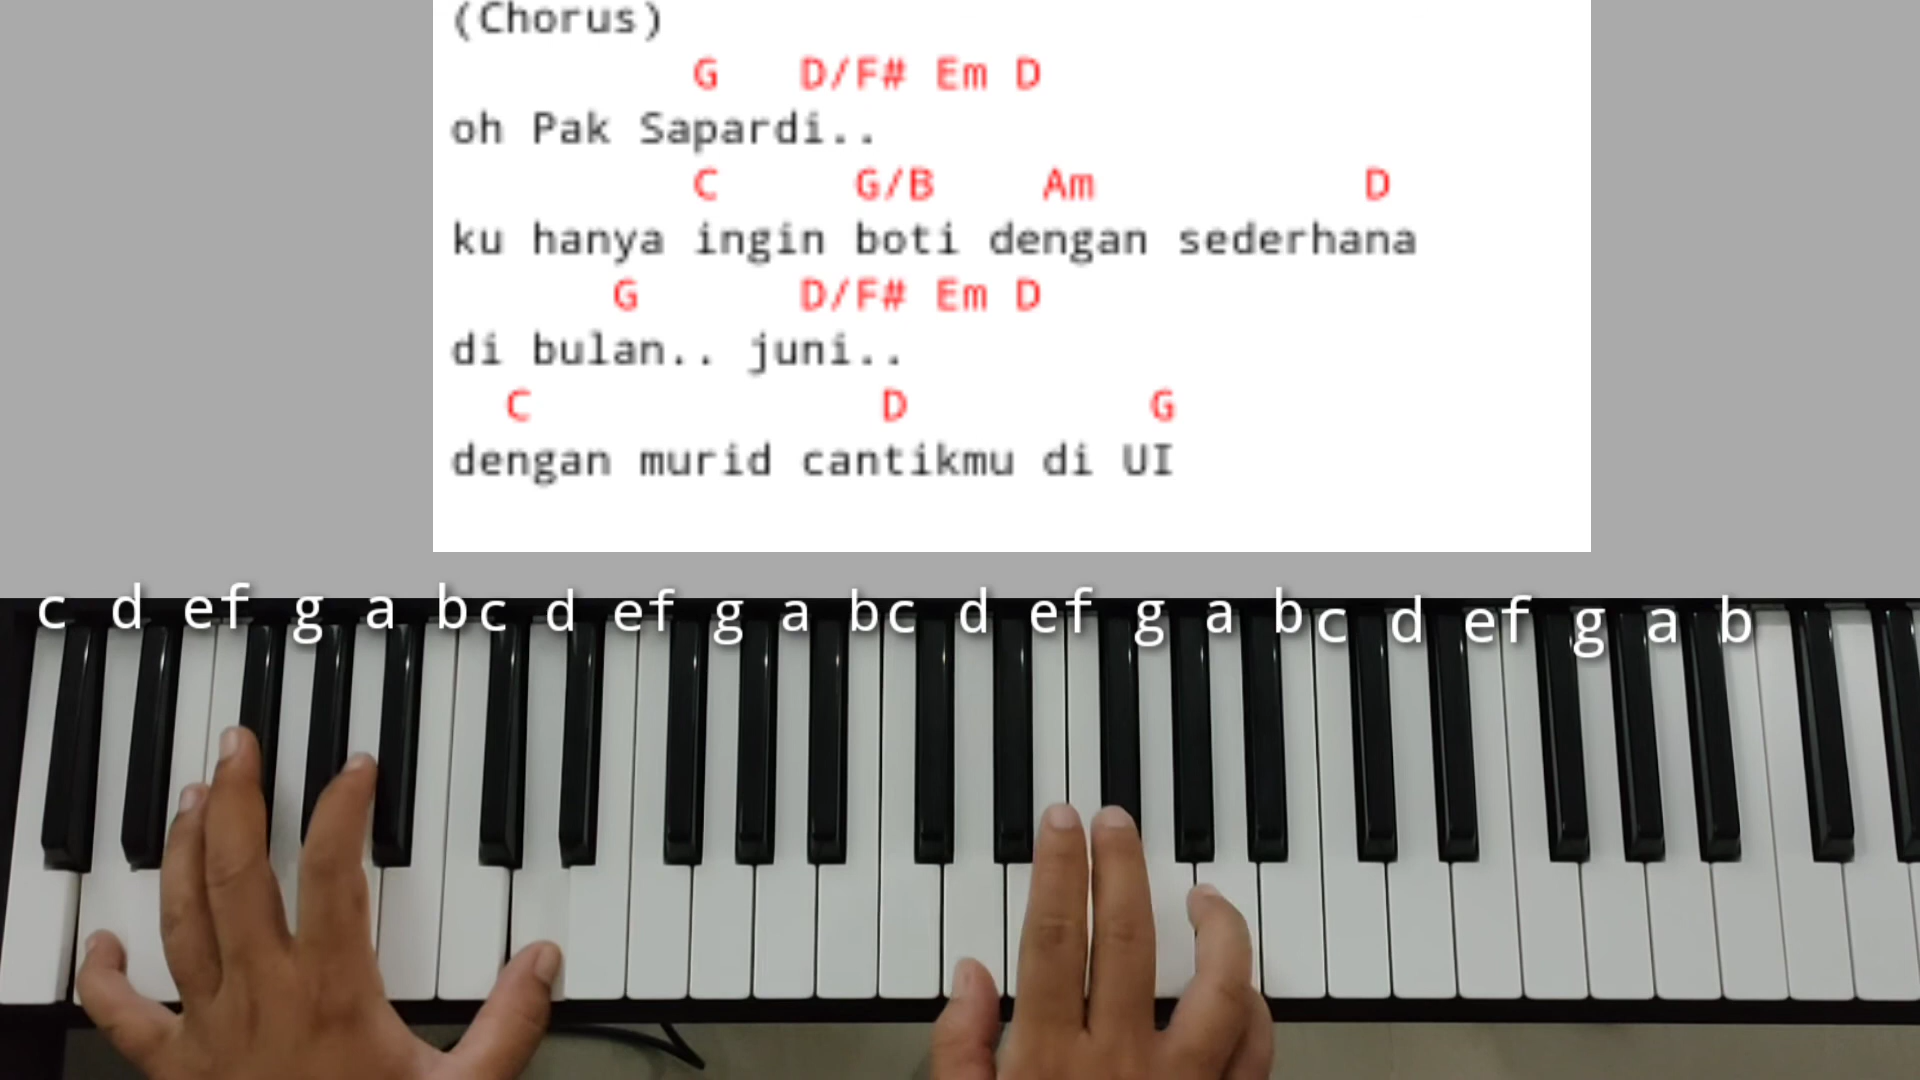 (Chorus)
G D/F# Em D
oh Pak Sapardi..
C G/B Am D
ku hanya ingin boti dengan sederhana
G D/F# Em D
di bulan.. juni..
C D G
dengan murid cantikmu di UI
c d ef g a bc d ef g a bc d ef g a bc d ef g a b